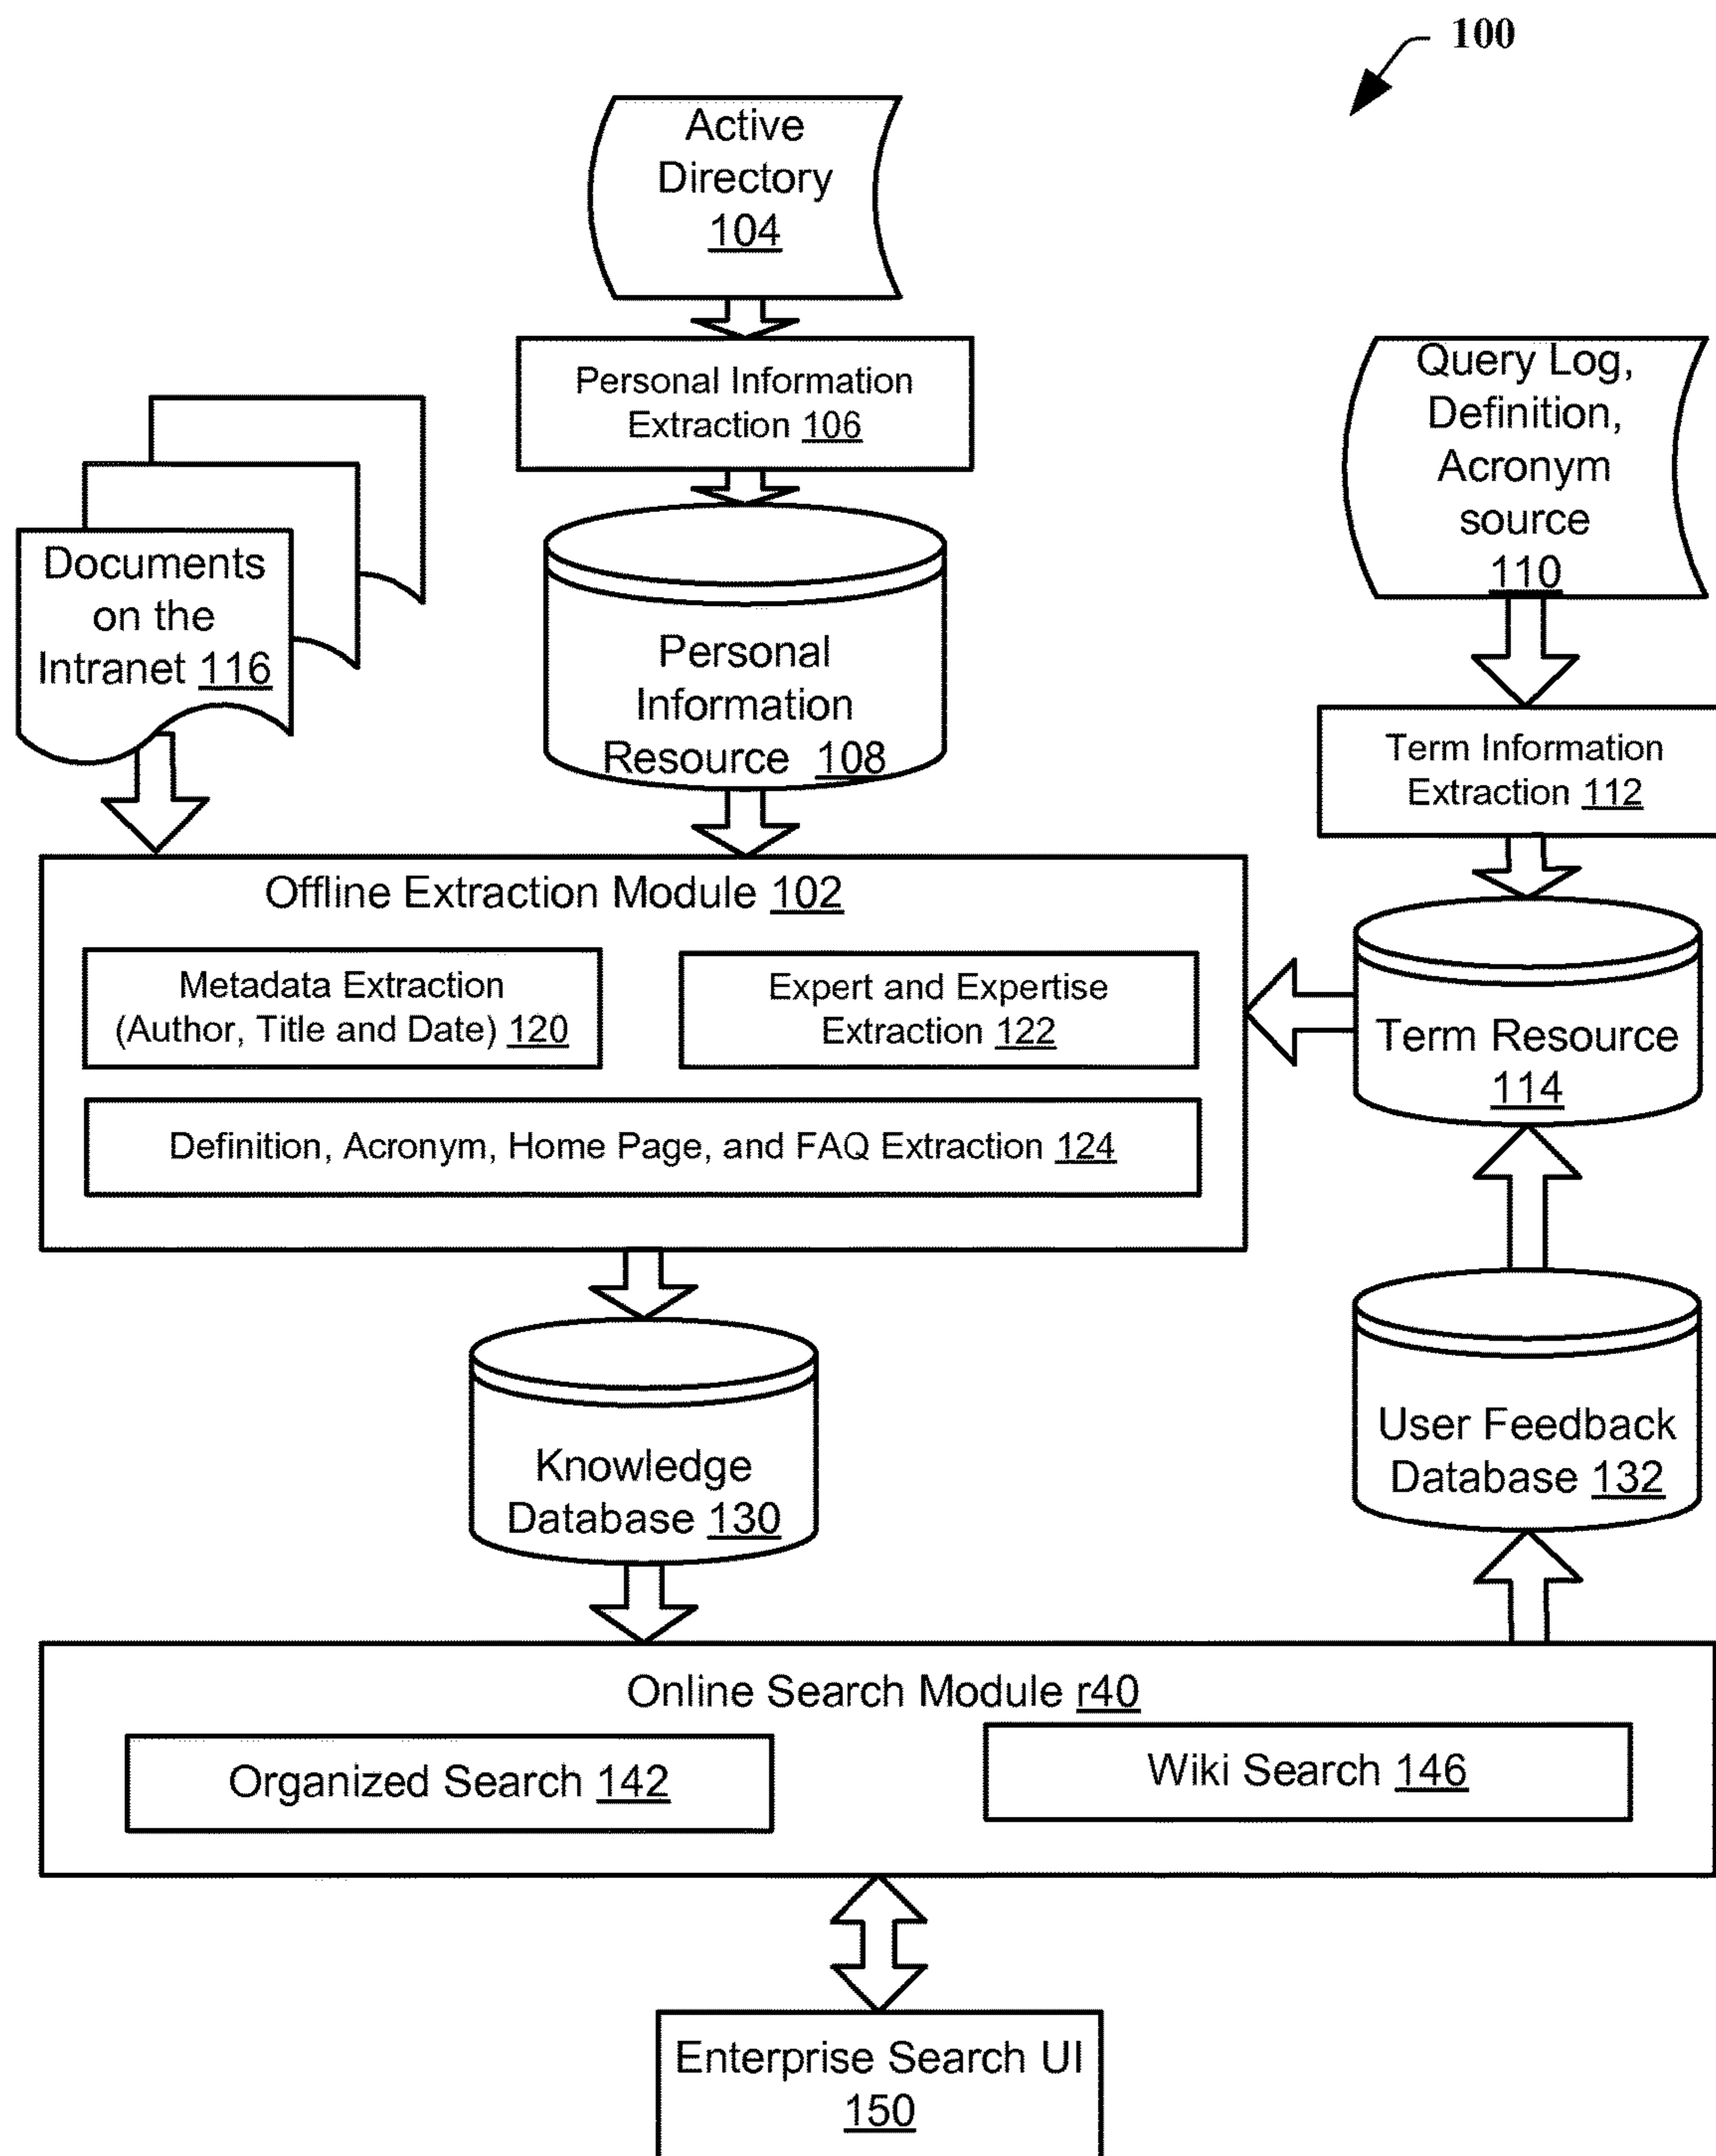 100
Active
Directory
104
Personal Information
Extraction 106
Query Log,
Definition,
Acronym
source
110
Documents
on the
Intranet 116
Personal
Information
Resource 108
Term Information
Extraction 112
Offline Extraction Module 102
Metadata Extraction
(Author, Title and Date) 120
Expert and Expertise
Extraction 122
Term Resource
114
Definition, Acronym, Home Page, and FAQ Extraction 124
Knowledge
Database 130
User Feedback
Database 132
Online Search Module r40
Organized Search 142
Wiki Search 146
Enterprise Search UI
150